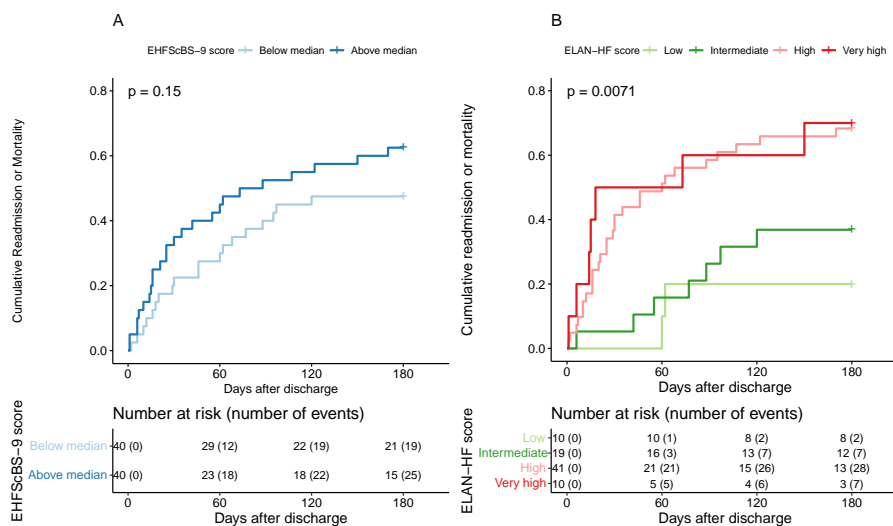 A
EHFScBS−9 score Below median Above median
p = 0.15
Cumulative Readmission or Mortality
0.8
0.6
0.4
0.2
0.0
0 60 120 180
Days after discharge
Number at risk (number of events)
EHFScBS−9 score
Below median 40 (0) 29 (12) 22 (19) 21 (19)
Above median 40 (0) 23 (18) 18 (22) 15 (25)
0 60 120 180
Days after discharge
B
ELAN−HF score Low Intermediate High Very high
p = 0.0071
Cumulative readmission or mortality
0.8
0.6
0.4
0.2
0.0
0 60 120 180
Days after discharge
Number at risk (number of events)
ELAN−HF score
Low 10 (0) 10 (1) 8 (2) 8 (2)
Intermediate 19 (0) 16 (3) 13 (7) 12 (7)
High 41 (0) 21 (21) 15 (26) 13 (28)
Very high 10 (0) 5 (5) 4 (6) 3 (7)
0 60 120 180
Days after discharge